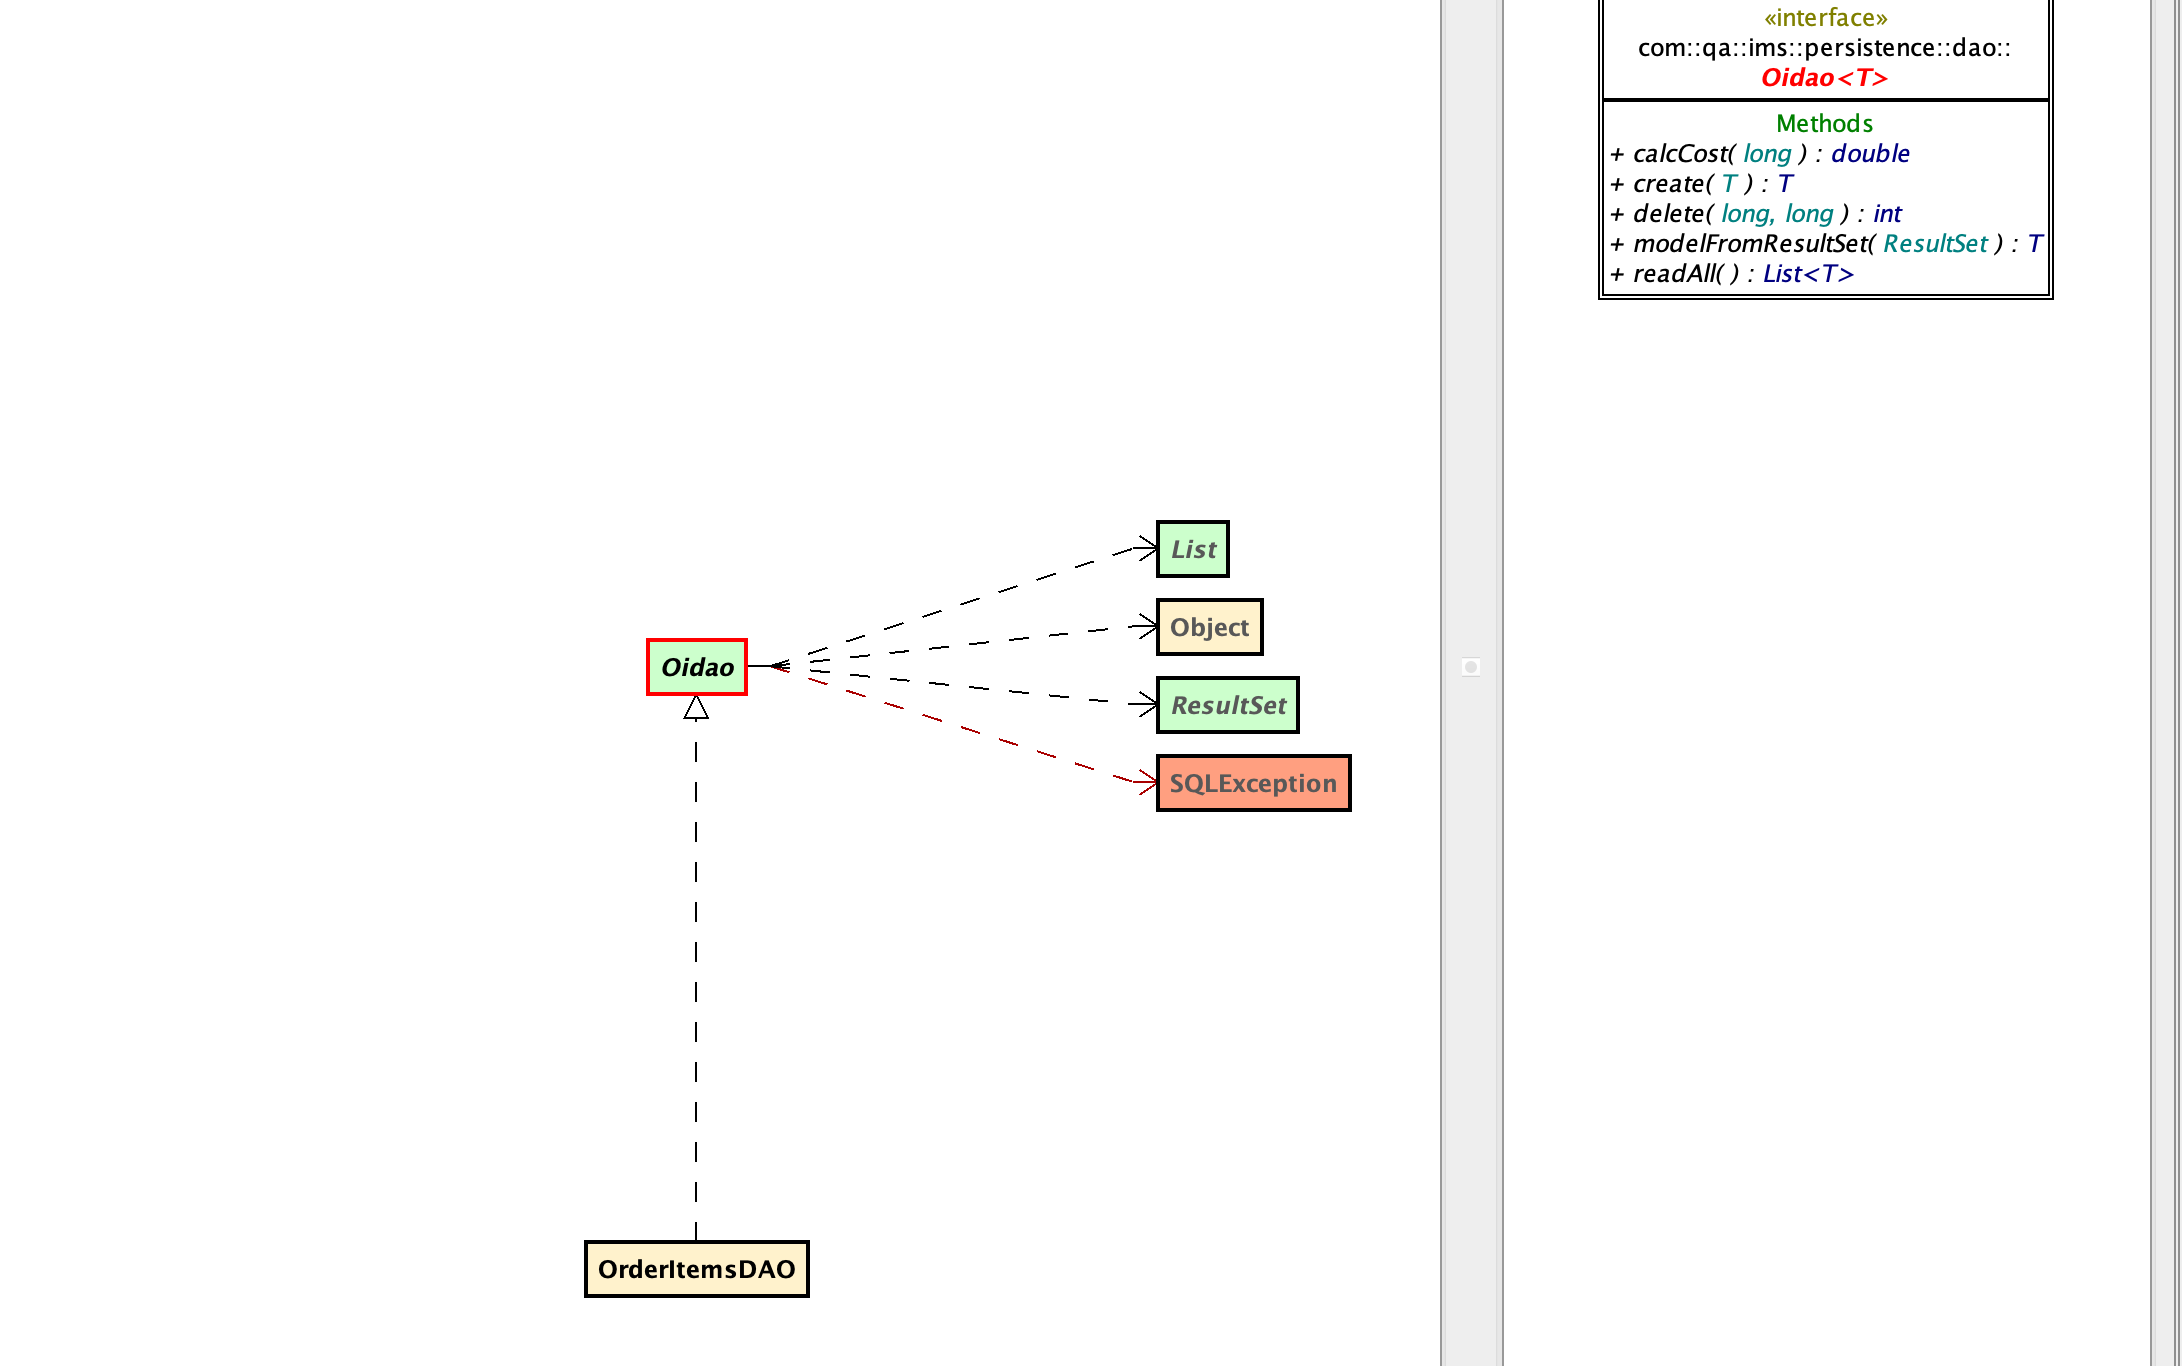 List
Object
Oidao
ResultSet
SQLException
OrderItemsDAO
«interface»
com::qa::ims::persistence::dao::
Oidao<T>
Methods
+ calcCost( long ) : double
+ create( T ) : T
+ delete( long, long ) : int
+ modelFromResultSet( ResultSet ) : T
+ readAll( ) : List<T>